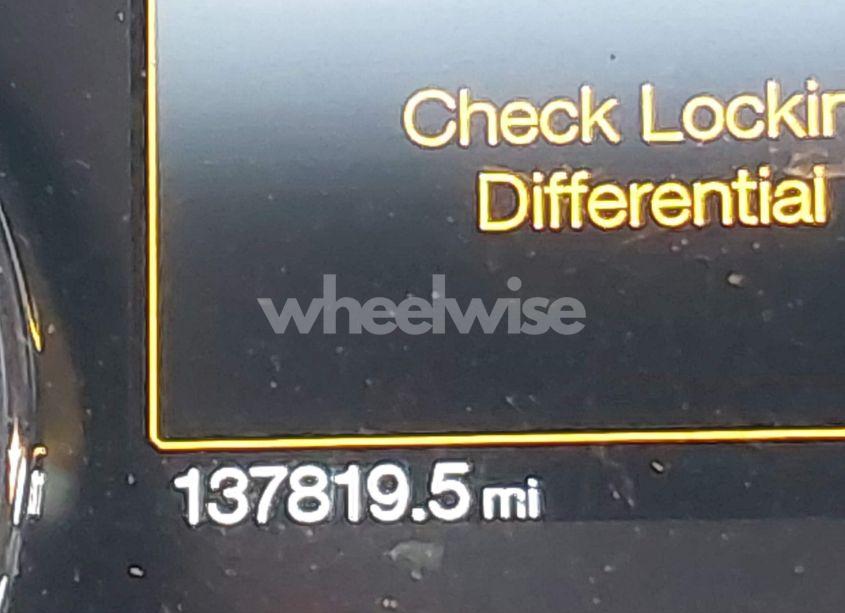 Check Lockin
Differential
wheelwise
137819.5 mi